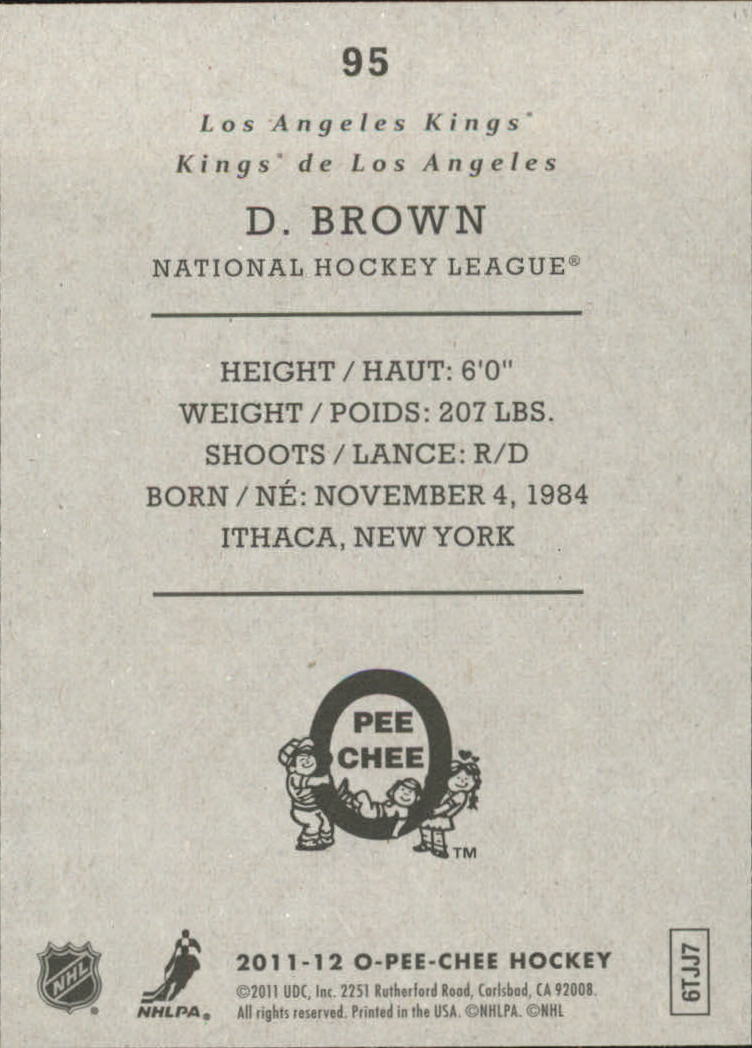 95
Los Angeles Kings
Kings de Los Angeles
D. BROWN
NATIONAL HOCKEY LEAGUE®
HEIGHT / HAUT: 6'0"
WEIGHT / POIDS: 207 LBS.
SHOOTS / LANCE: R/D
BORN / NÉ: NOVEMBER 4, 1984
ITHACA, NEW YORK
O
PEE
CHEE
TM
NHL
NHLPA®
2011-12 O-PEE-CHEE HOCKEY
©2011 UDC, Inc. 2251 Rutherford Road, Carlsbad, CA 92008.
All rights reserved. Printed in the USA. ©NHLPA. ©NHL
6TJJ7